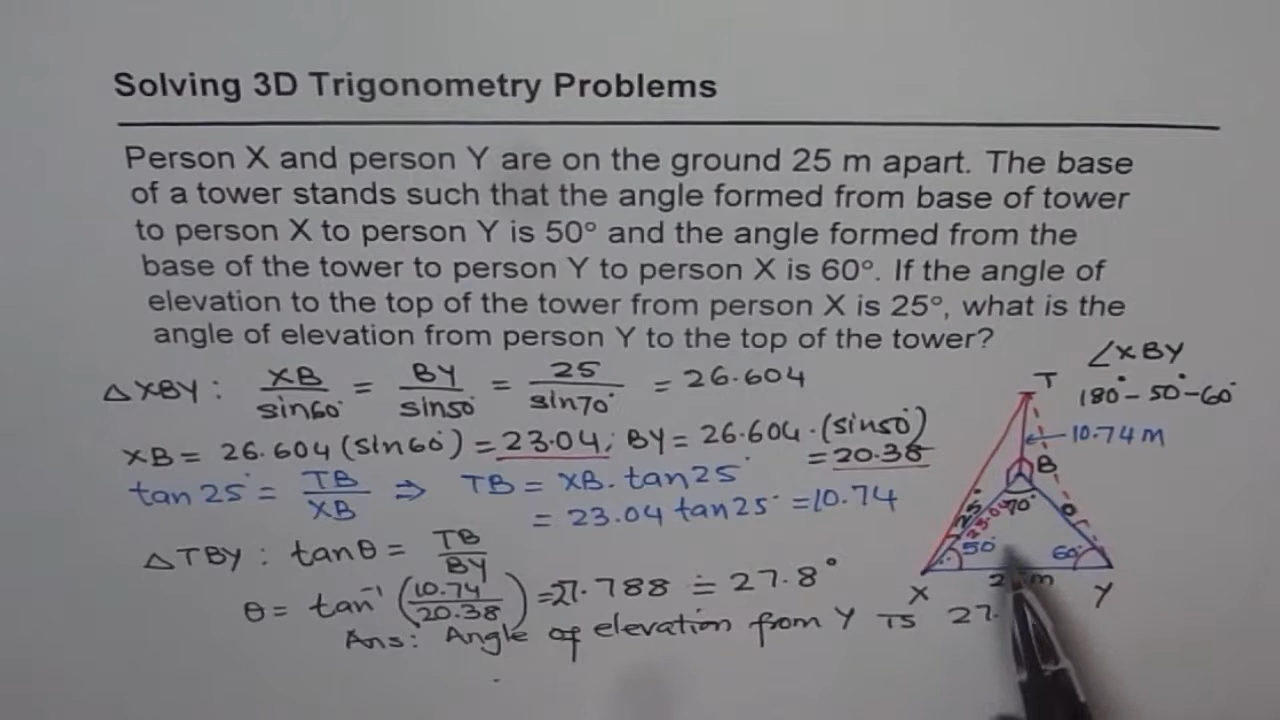 Solving 3D Trigonometry Problems
Person X and person Y are on the ground 25 m apart. The base
of a tower stands such that the angle formed from base of tower
to person X to person Y is 50° and the angle formed from the
base of the tower to person Y to person X is 60°. If the angle of
elevation to the top of the tower from person X is 25°, what is the
angle of elevation from person Y to the top of the tower?
∠XBY
180° - 50° - 60°
△XBY : XB/sin60° = BY/sin50° = 25/sin70° = 26.604
XB = 26.604 (sin60°) = 23.04 ; BY = 26.604 · (sin50°)
= 20.38
tan 25° = TB/XB ⇒ TB = XB · tan25°
= 23.04 tan25° = 10.74
△TBY : tanθ = TB/BY
θ = tan⁻¹ (10.74/20.38) = 27.788 ≐ 27.8°
Ans: Angle of elevation from Y is 27.
T
10.74 m
B
25°
23.04
70°
θ
50°
60°
X
Y